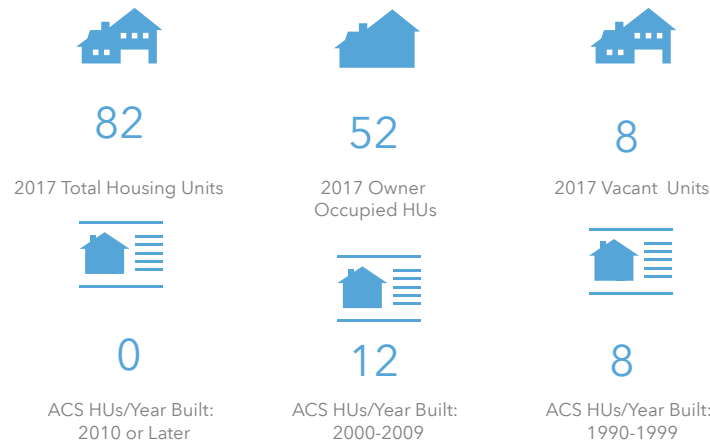 82
2017 Total Housing Units
52
2017 Owner
Occupied HUs
8
2017 Vacant Units
0
ACS HUs/Year Built:
2010 or Later
12
ACS HUs/Year Built:
2000-2009
8
ACS HUs/Year Built:
1990-1999